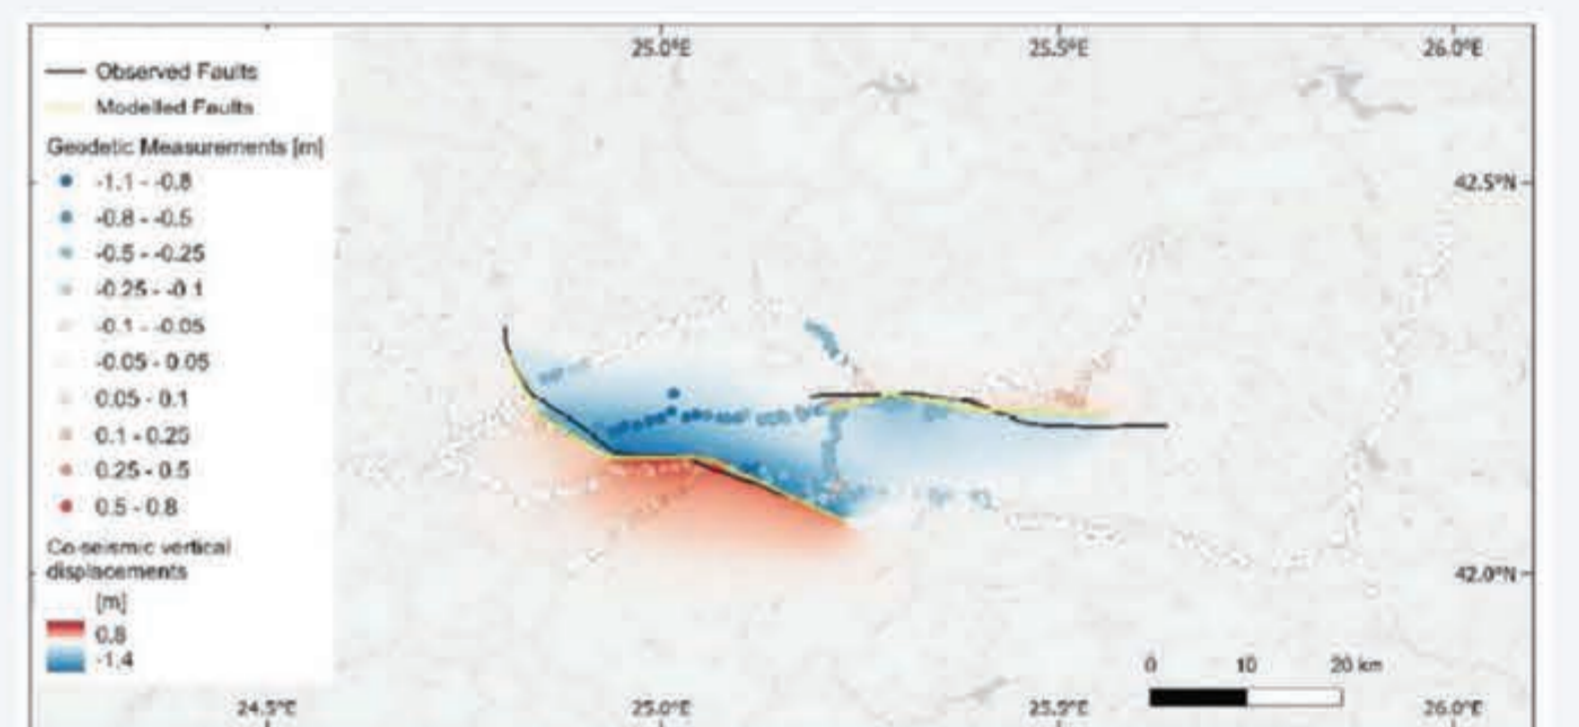 Observed Faults
Modelled Faults
Geodetic Measurements [m]
-1.1 - -0.8
-0.8 - -0.5
-0.5 - -0.25
-0.25 - -0.1
-0.1 - -0.05
-0.05 - 0.05
0.05 - 0.1
0.1 - 0.25
0.25 - 0.5
0.5 - 0.8
Co-seismic vertical
displacements
[m]
0.8
-1.4
25.0°E
25.5°E
26.0°E
42.5°N
42.0°N
0 10 20 km
24.5°E
25.0°E
25.5°E
26.0°E